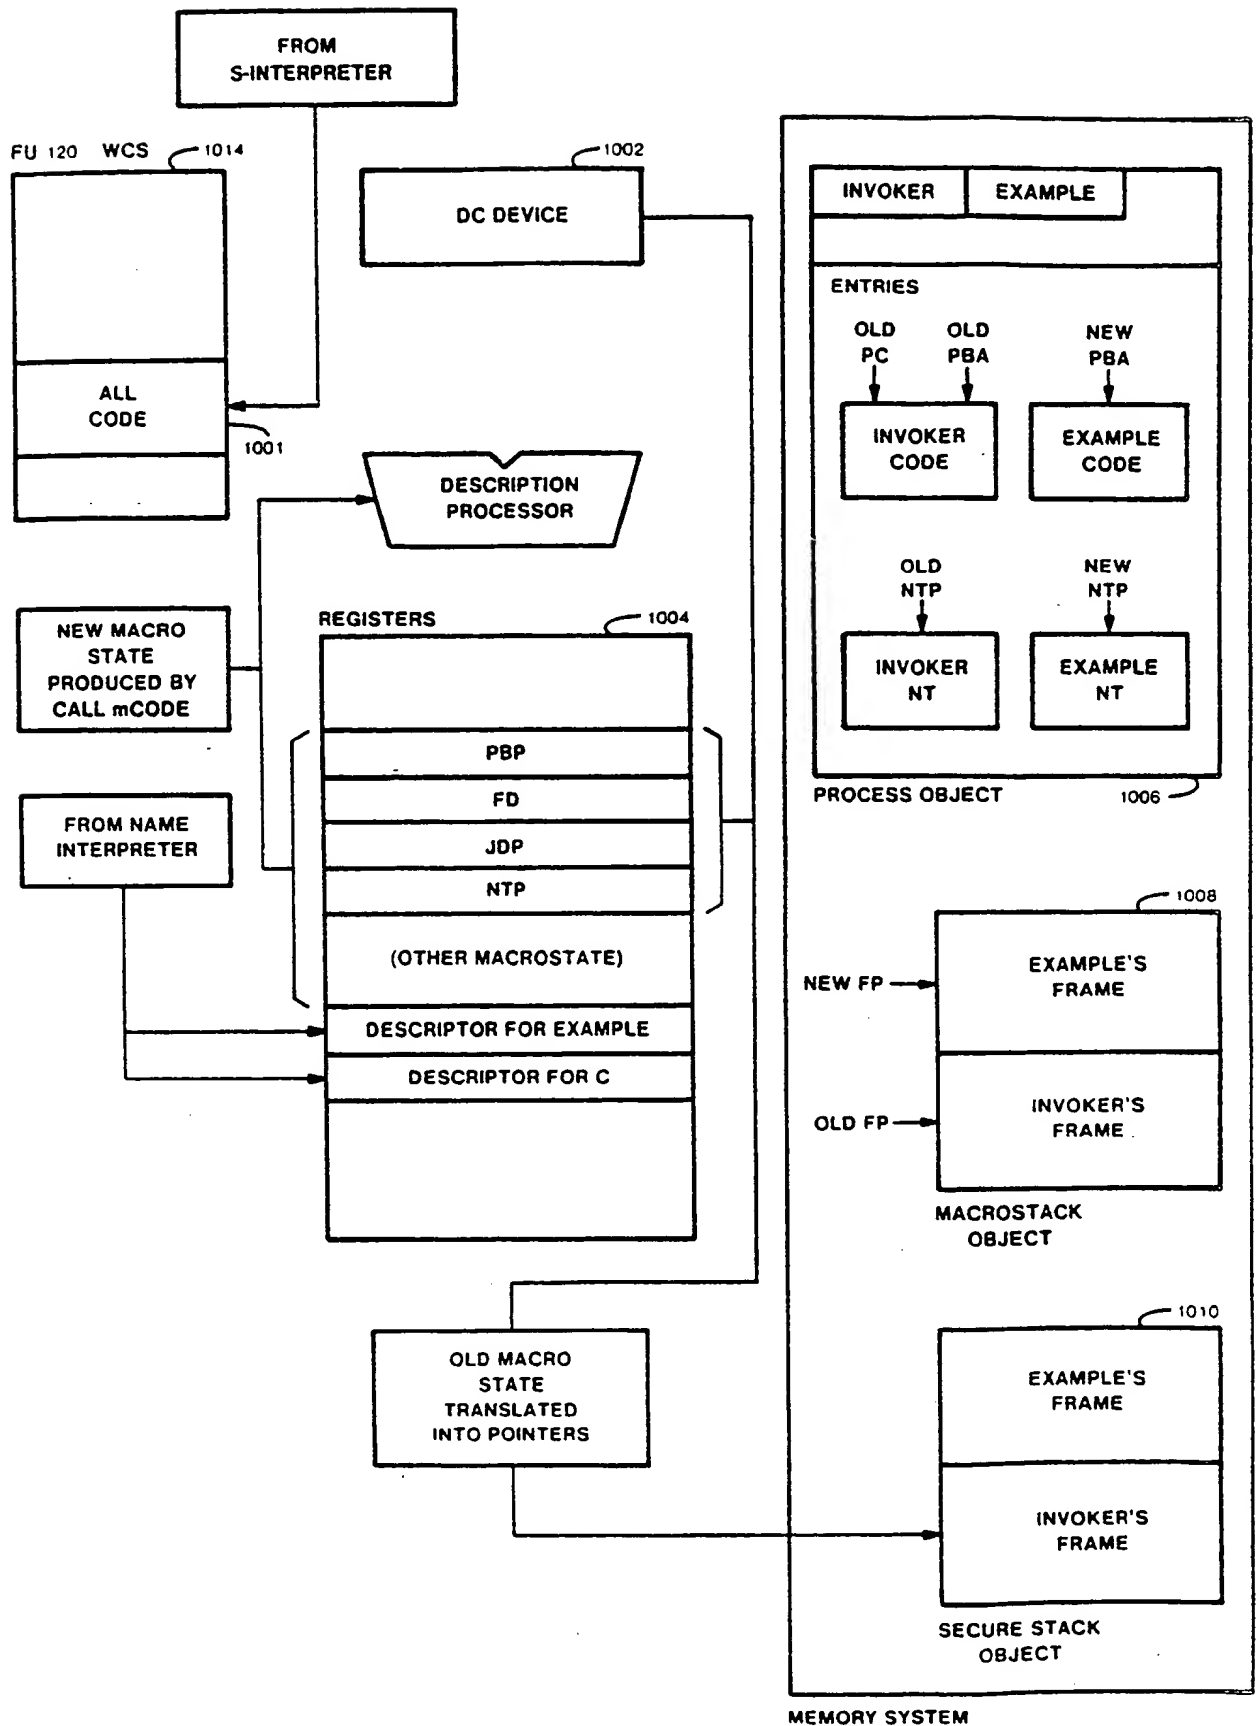 FROM
S-INTERPRETER
FU 120 WCS 1014
ALL
CODE
1001
1002
DC DEVICE
DESCRIPTION
PROCESSOR
NEW MACRO
STATE
PRODUCED BY
CALL mCODE
FROM NAME
INTERPRETER
REGISTERS
1004
PBP
FD
JDP
NTP
(OTHER MACROSTATE)
DESCRIPTOR FOR EXAMPLE
DESCRIPTOR FOR C
OLD MACRO
STATE
TRANSLATED
INTO POINTERS
INVOKER
EXAMPLE
ENTRIES
OLD
PC
OLD
PBA
NEW
PBA
INVOKER
CODE
EXAMPLE
CODE
OLD
NTP
NEW
NTP
INVOKER
NT
EXAMPLE
NT
PROCESS OBJECT
1006
1008
NEW FP
EXAMPLE'S
FRAME
OLD FP
INVOKER'S
FRAME
MACROSTACK
OBJECT
1010
EXAMPLE'S
FRAME
INVOKER'S
FRAME
SECURE STACK
OBJECT
MEMORY SYSTEM